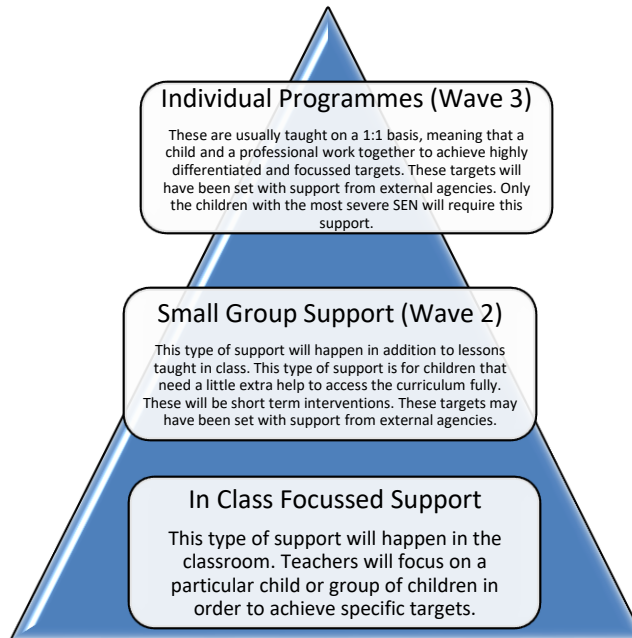 Individual Programmes (Wave 3)
These are usually taught on a 1:1 basis, meaning that a
child and a professional work together to achieve highly
differentiated and focussed targets. These targets will
have been set with support from external agencies. Only
the children with the most severe SEN will require this
support.
Small Group Support (Wave 2)
This type of support will happen in addition to lessons
taught in class. This type of support is for children that
need a little extra help to access the curriculum fully.
These will be short term interventions. These targets may
have been set with support from external agencies.
In Class Focussed Support
This type of support will happen in the
classroom. Teachers will focus on a
particular child or group of children in
order to achieve specific targets.